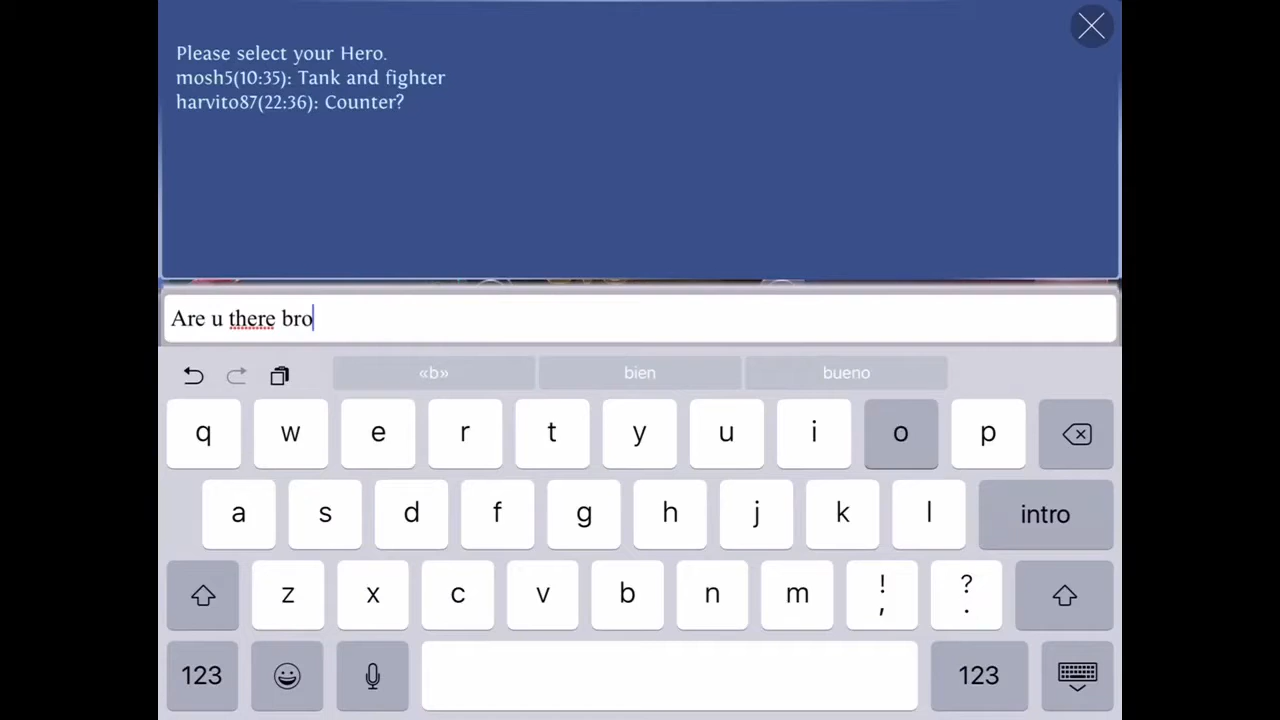 Please select your Hero.
mosh5(10:35): Tank and fighter
harvito87(22:36): Counter?
Are u there bro
«b» bien bueno
q w e r t y u i o p
a s d f g h j k l intro
z x c v b n m ! , ? .
123 123